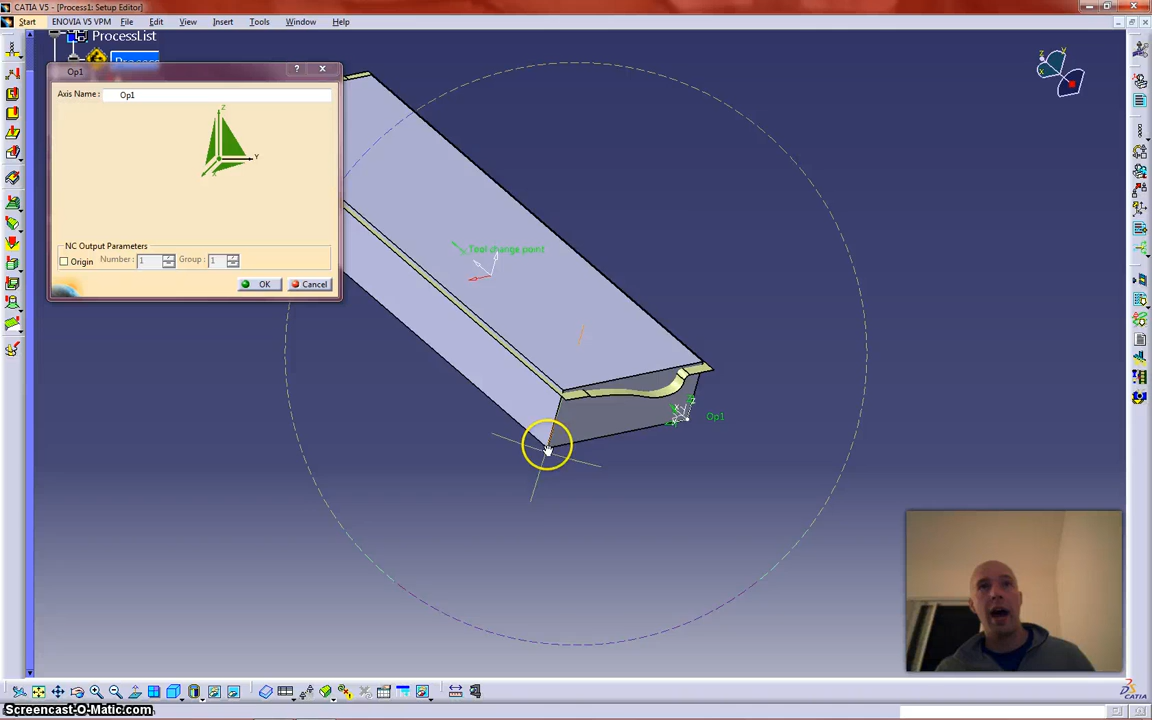 CATIA V5 - [Process1: Setup Editor]
Start ENOVIA V5 VPM File Edit View Insert Tools Window Help
ProcessList
Process
Op1
Axis Name : Op1
Z
Y
X
NC Output Parameters
Origin Number : 1 Group : 1
OK Cancel
Tool change point
Op1
Z
X
Y
Z
X
Y
CATIA
Screencast-O-Matic.com